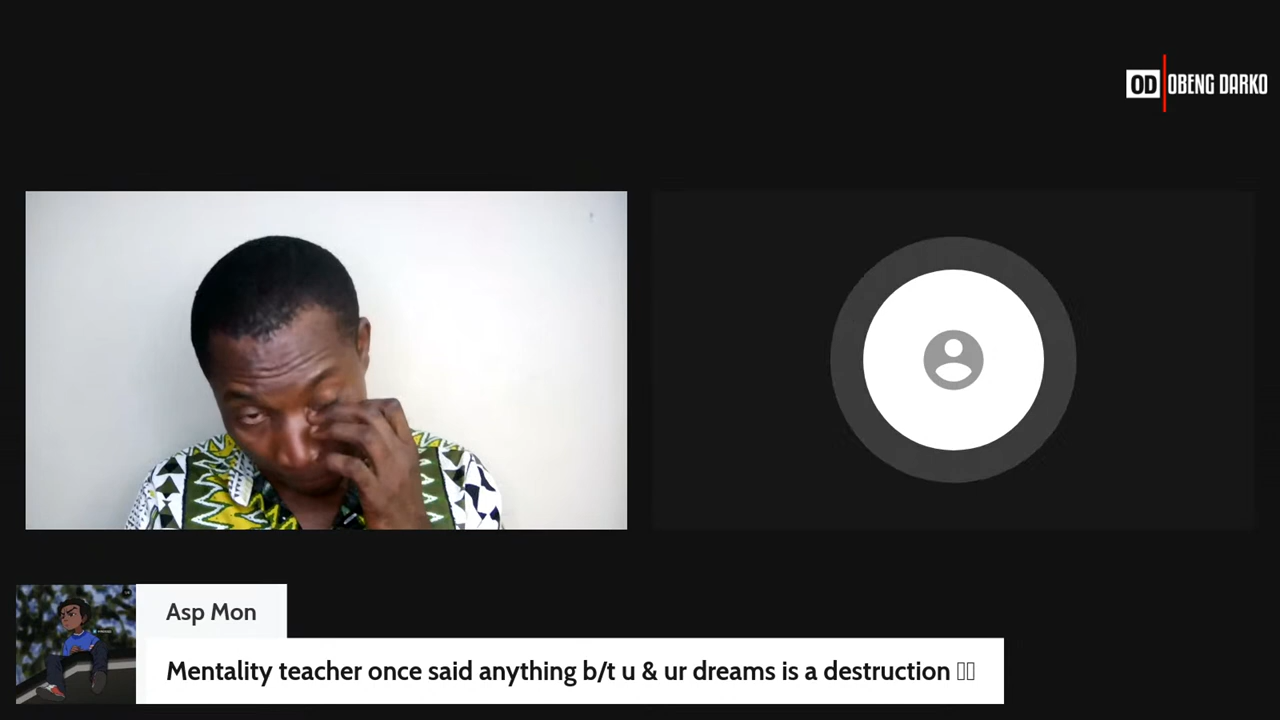 OD OBENG DARKO
Asp Mon
Mentality teacher once said anything b/t u & ur dreams is a destruction